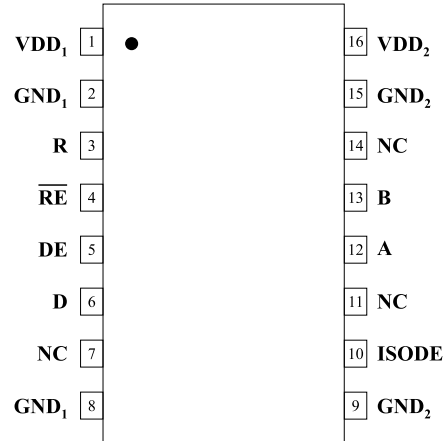 VDD₁ 1 16 VDD₂
GND₁ 2 15 GND₂
R 3 14 NC
R̅E̅ 4 13 B
DE 5 12 A
D 6 11 NC
NC 7 10 ISODE
GND₁ 8 9 GND₂